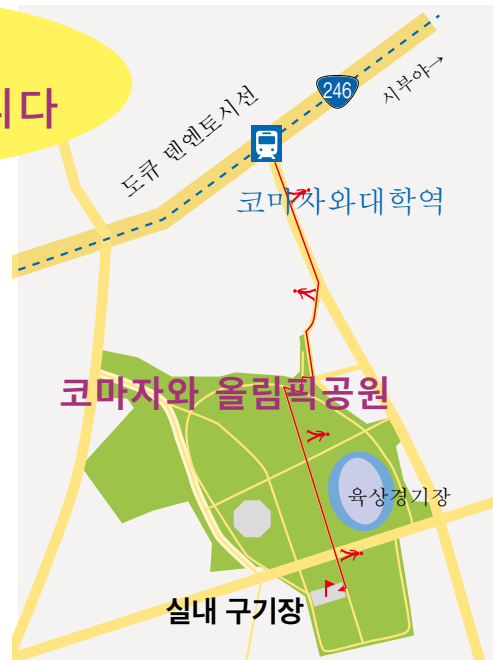 니다
246
시부야→
도큐 덴엔토시선
코마자와대학역
코마자와 올림픽공원
육상경기장
실내 구기장